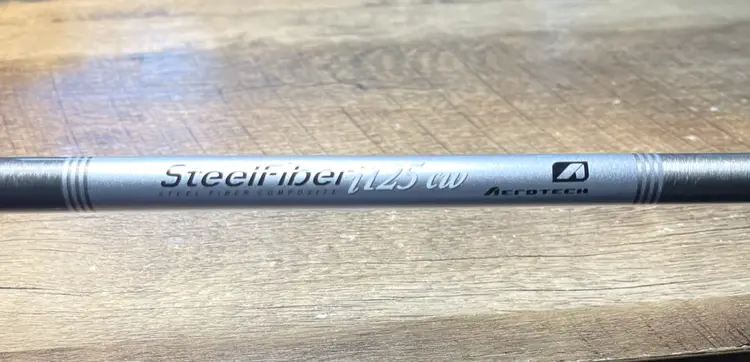 SteelFiber i125 cw
STEEL FIBER COMPOSITE
AEROTECH